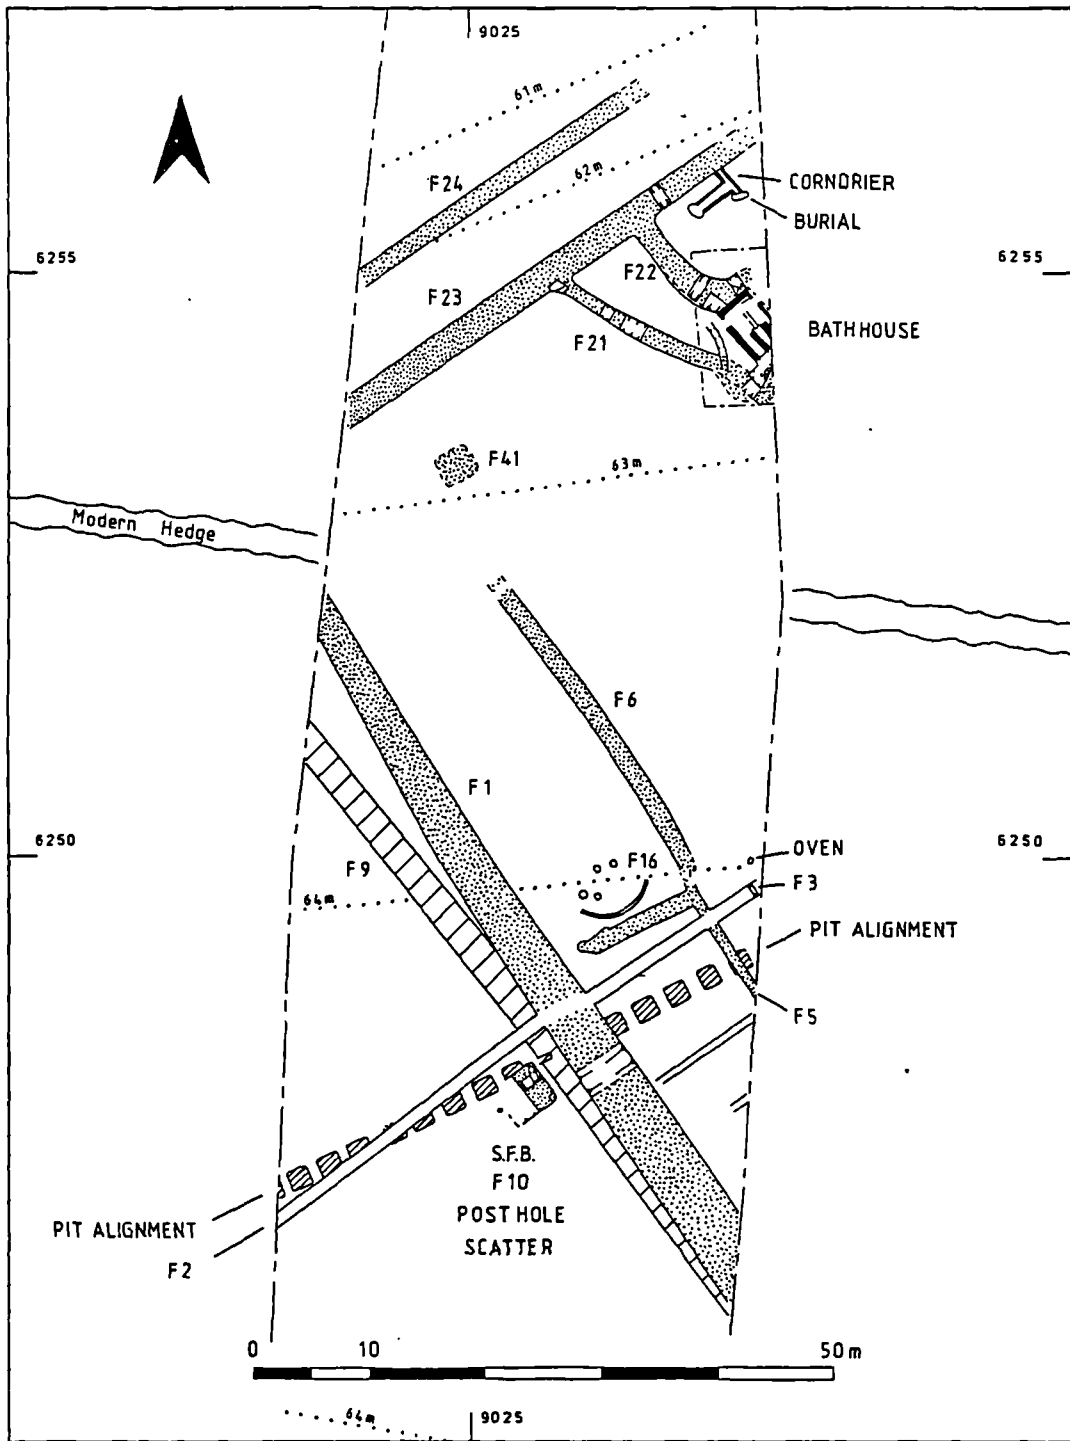 9025
61m
F24
62m
CORNDRIER
BURIAL
6255
6255
F22
F23
BATHHOUSE
F21
F41
63m
Modern Hedge
F6
F1
6250
6250
OVEN
F16
F9
F3
64m
PIT ALIGNMENT
F5
S.F.B.
F10
POST HOLE
SCATTER
PIT ALIGNMENT
F2
0 10 50m
64m
9025